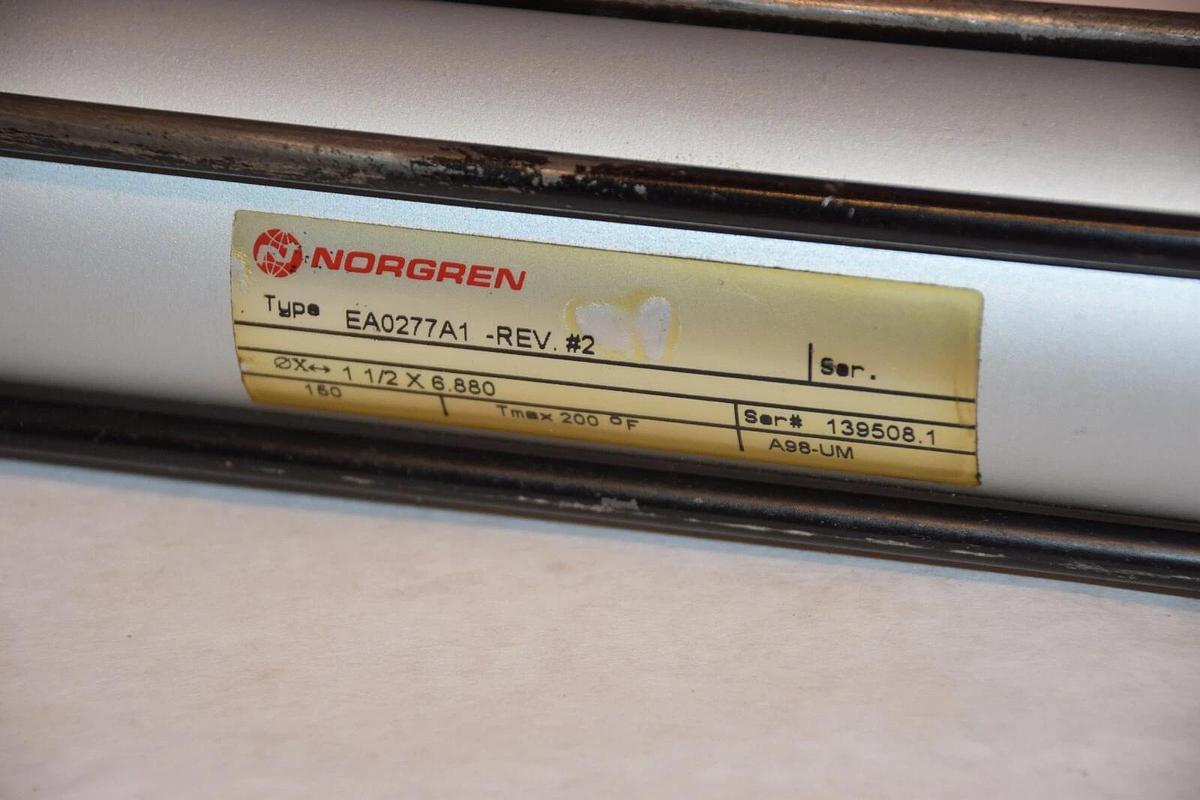 NORGREN
Type EA0277A1 -REV. #2 Ser.
ØX↔ 1 1/2 X 6.880 Ser# 139508.1
150 Tmax 200 °F A98-UM